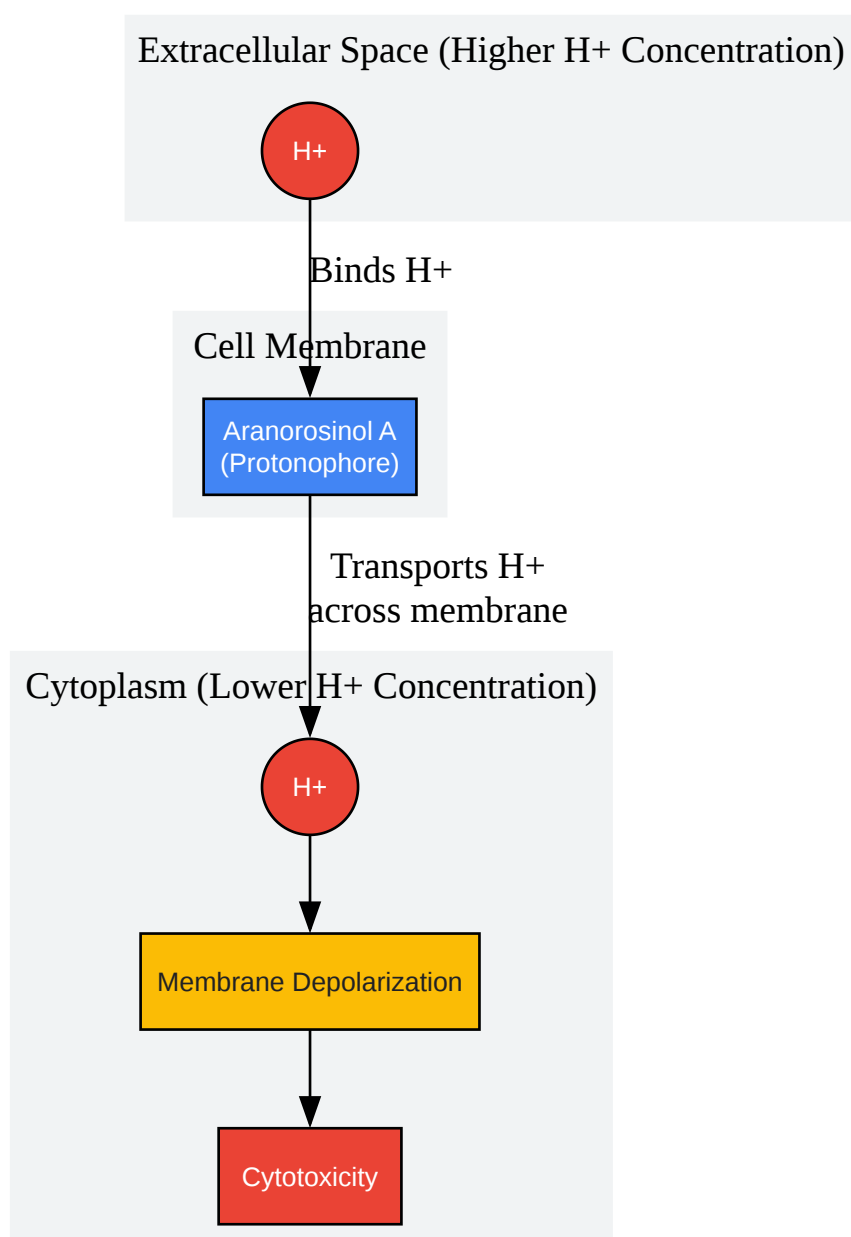 Extracellular Space (Higher H+ Concentration)
H+
Binds H+
Cell Membrane
Aranorosinol A
(Protonophore)
Transports H+
across membrane
Cytoplasm (Lower H+ Concentration)
H+
Membrane Depolarization
Cytotoxicity